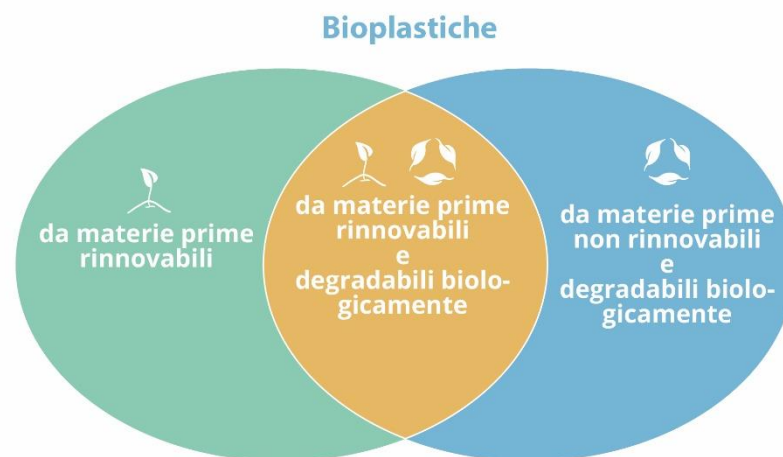 Bioplastiche
da materie prime
rinnovabili
da materie prime
rinnovabili
e
degradabili biolo-
gicamente
da materie prime
non rinnovabili
e
degradabili biolo-
gicamente